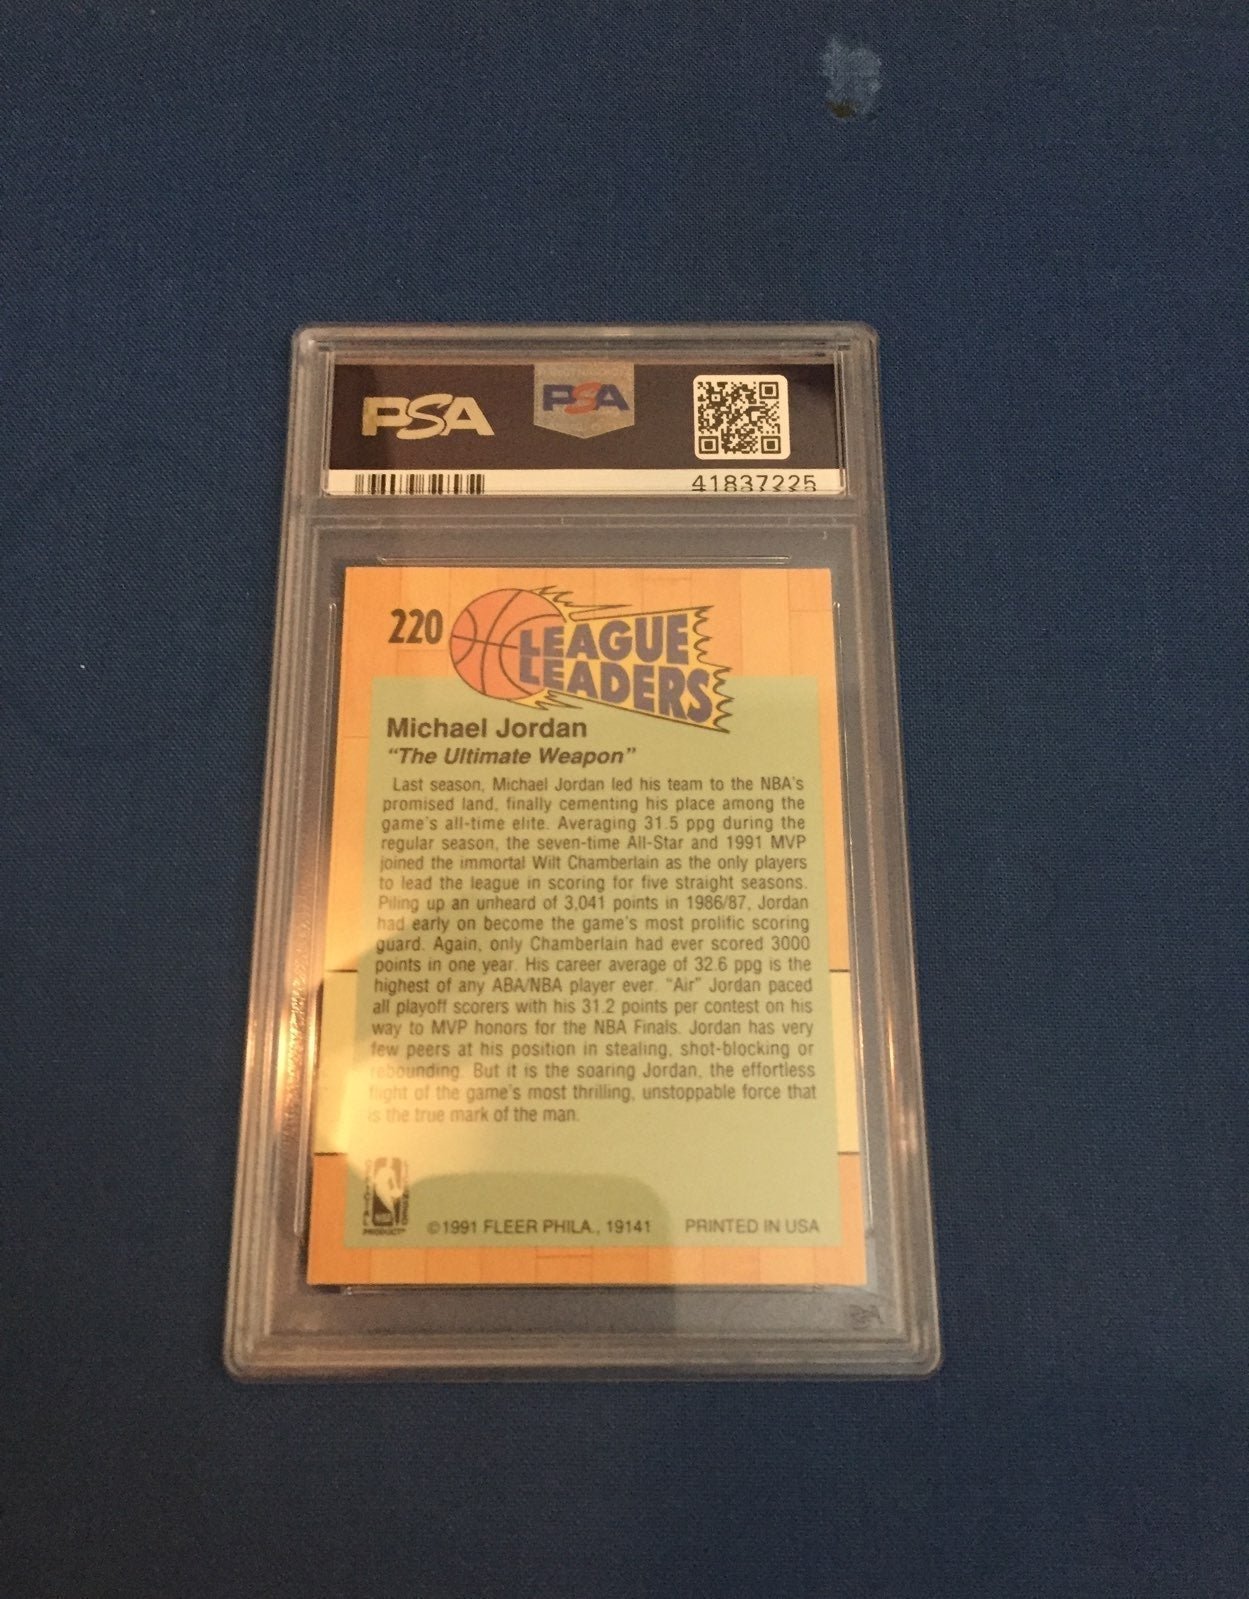 PSA
PSA
41837225
220
LEAGUE
LEADERS
Michael Jordan
"The Ultimate Weapon"
Last season, Michael Jordan led his team to the NBA's
promised land, finally cementing his place among the
game's all-time elite. Averaging 31.5 ppg during the
regular season, the seven-time All-Star and 1991 MVP
joined the immortal Wilt Chamberlain as the only players
to lead the league in scoring for five straight seasons.
Piling up an unheard of 3,041 points in 1986/87, Jordan
had early on become the game's most prolific scoring
guard. Again, only Chamberlain had ever scored 3000
points in one year. His career average of 32.6 ppg is the
highest of any ABA/NBA player ever. "Air" Jordan paced
all playoff scorers with his 31.2 points per contest on his
way to MVP honors for the NBA Finals. Jordan has very
few peers at his position in stealing, shot-blocking or
rebounding. But it is the soaring Jordan, the effortless
flight of the game's most thrilling, unstoppable force that
is the true mark of the man.
PRODUCT
©1991 FLEER PHILA., 19141 PRINTED IN USA
PSA